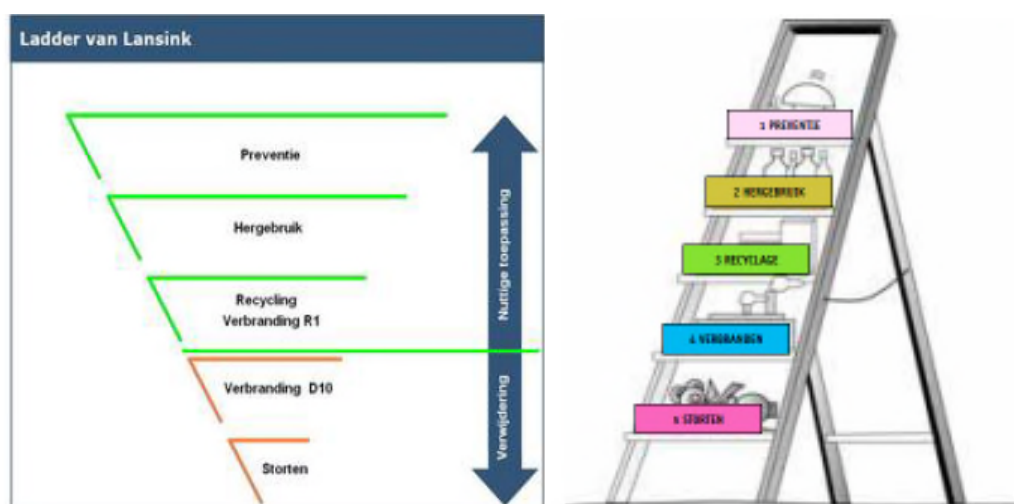 Ladder van Lansink
Preventie
Hergebruik
Recycling
Verbranding R1
Verbranding D10
Storten
Nuttige toepassing
Verwijdering
1 PREVENTIE
2 HERGEBRUIK
3 RECYCLAGE
4 VERBRANDEN
5 STORTEN